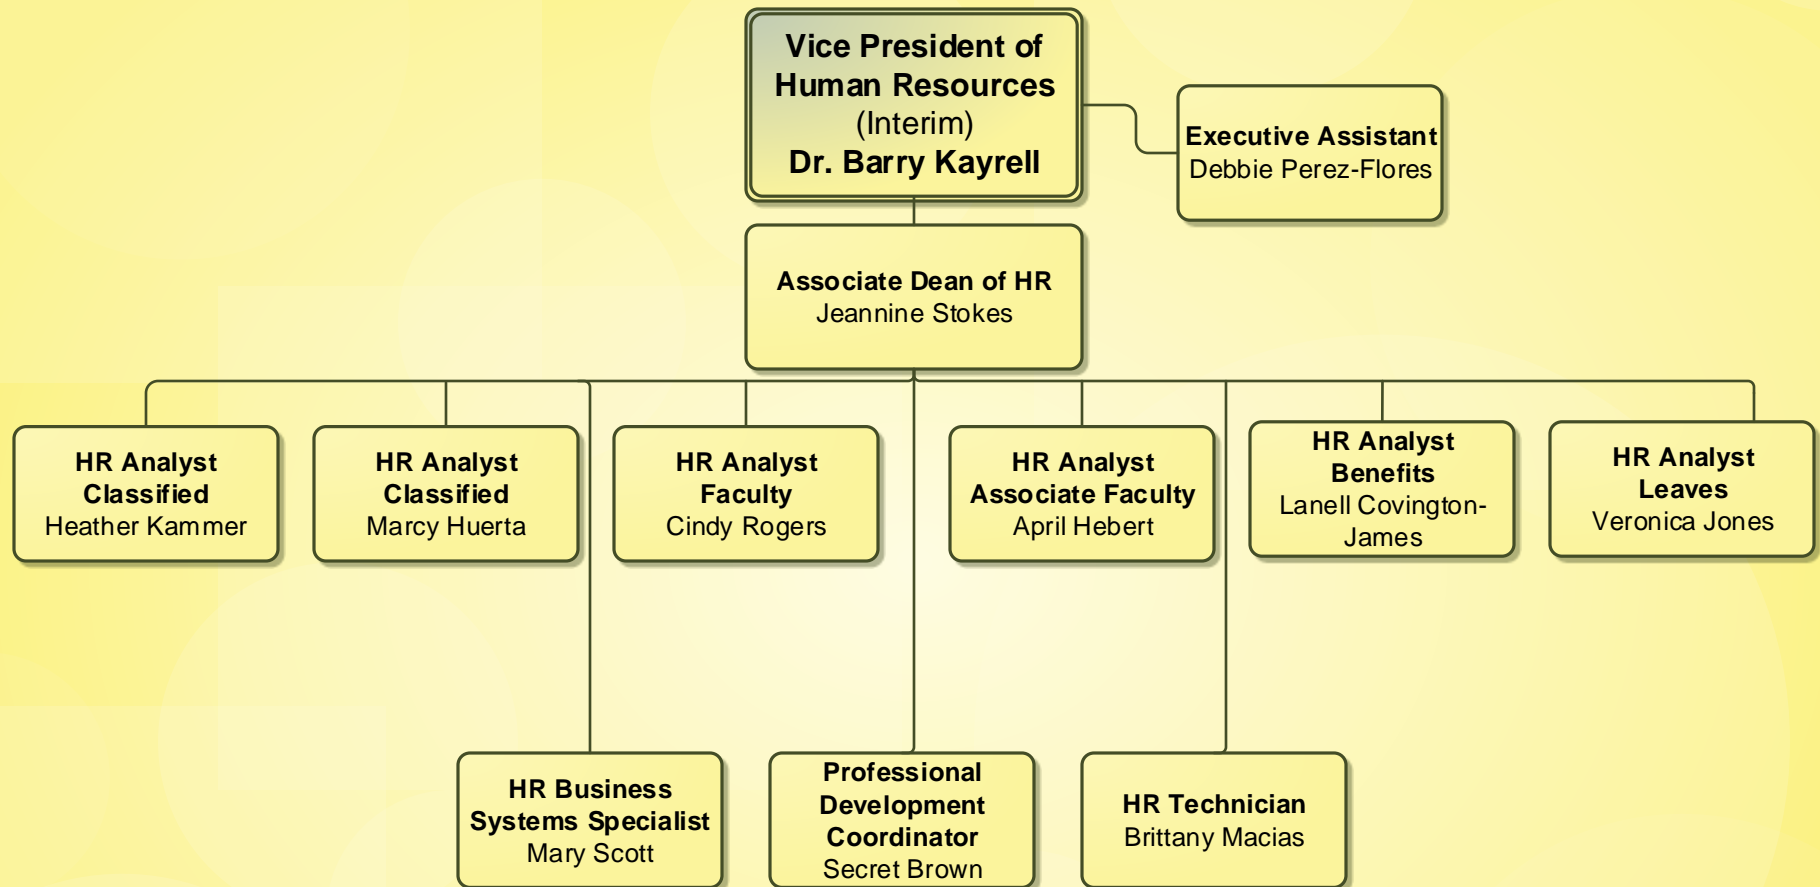 Vice President of
Human Resources
(Interim)
Dr. Barry Kayrell
Executive Assistant
Debbie Perez-Flores
Associate Dean of HR
Jeannine Stokes
HR Analyst
Classified
Heather Kammer
HR Analyst
Classified
Marcy Huerta
HR Analyst
Faculty
Cindy Rogers
HR Analyst
Associate Faculty
April Hebert
HR Analyst
Benefits
Lanell Covington-
James
HR Analyst
Leaves
Veronica Jones
HR Business
Systems Specialist
Mary Scott
Professional
Development
Coordinator
Secret Brown
HR Technician
Brittany Macias